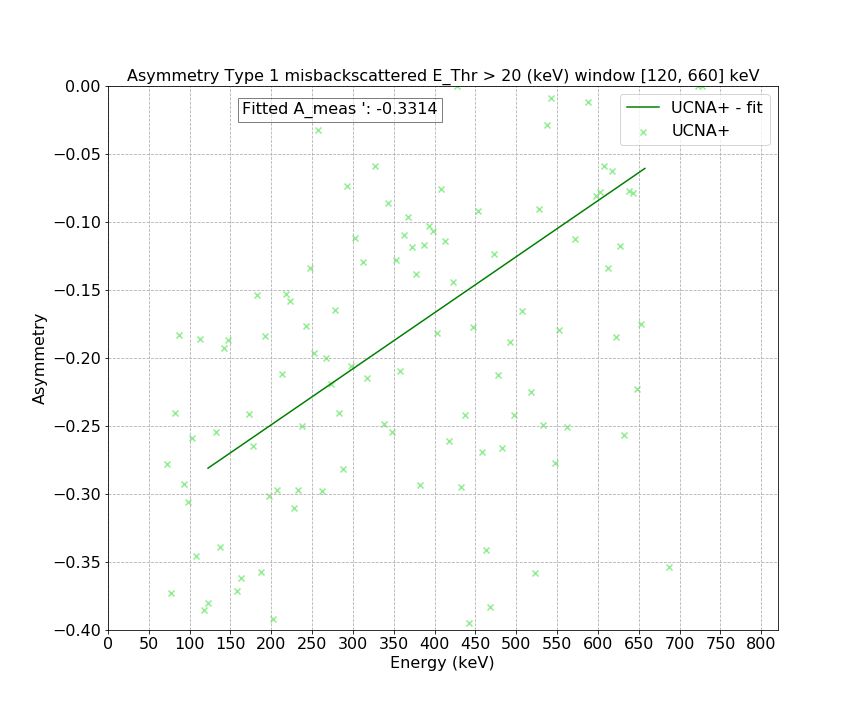 Asymmetry Type 1 misbackscattered E_Thr > 20 (keV) window [120, 660] keV
Fitted A_meas ': -0.3314
UCNA+ - fit
UCNA+
Asymmetry
0.00
−0.05
−0.10
−0.15
−0.20
−0.25
−0.30
−0.35
−0.40
0 50 100 150 200 250 300 350 400 450 500 550 600 650 700 750 800
Energy (keV)